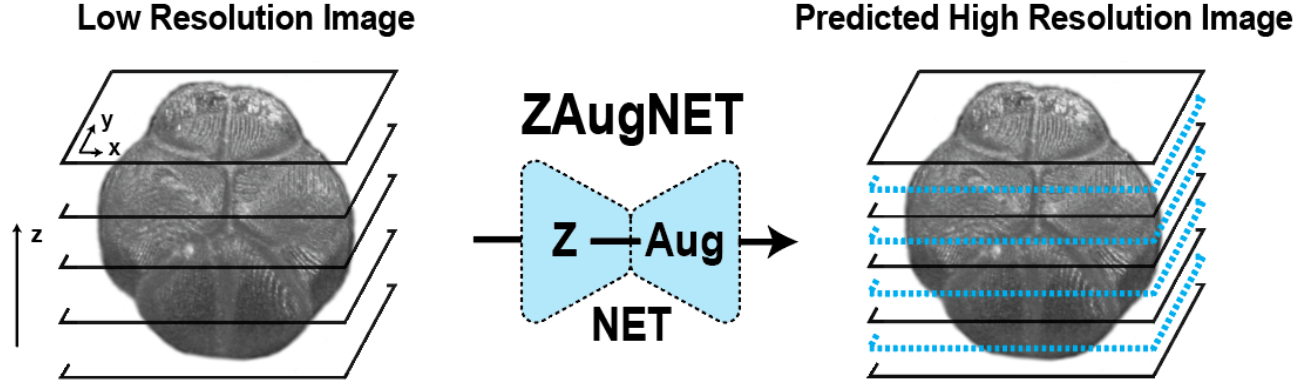 Low Resolution Image
Predicted High Resolution Image
ZAugNET
y
x
z
Z
Aug
NET